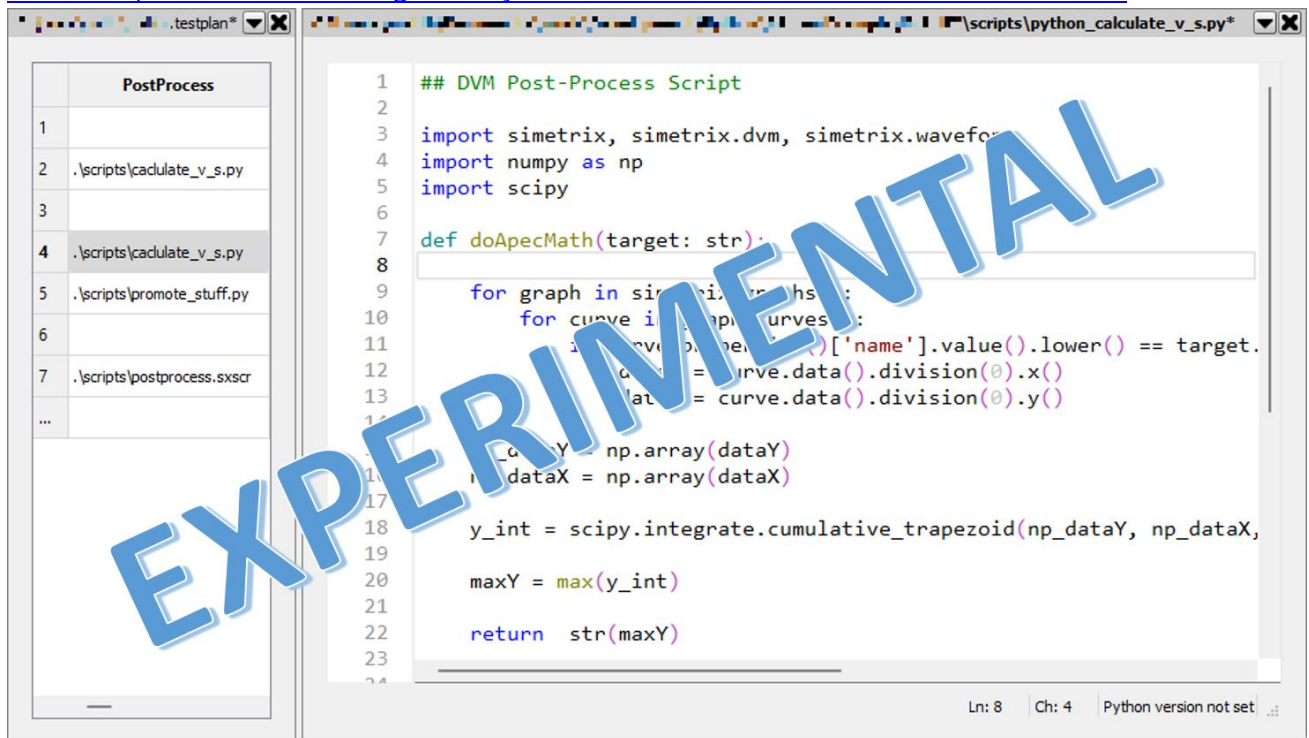 .testplan*
\scripts\python_calculate_v_s.py*
PostProcess
1
2 .\scripts\caclulate_v_s.py
3
4 .\scripts\caclulate_v_s.py
5 .\scripts\promote_stuff.py
6
7 .\scripts\postprocess.sxscr
...
1 ## DVM Post-Process Script
2
3 import simetrix, simetrix.dvm, simetrix.
4 import numpy as np
5 import scipy
6
7 def doApecMath(target: str):
8
9 for graph in
10 for curve in
11 ()['name'].value().lower() == target.
12 = curve.data().division(0).x()
13 = curve.data().division(0).y()
np.array(dataY)
= np.array(dataX)
17
18 y_int = scipy.integrate.cumulative_trapezoid(np_dataY, np_dataX,
19
20 maxY = max(y_int)
21
22 return str(maxY)
23
EXPERIMENTAL
Ln: 8 Ch: 4 Python version not set